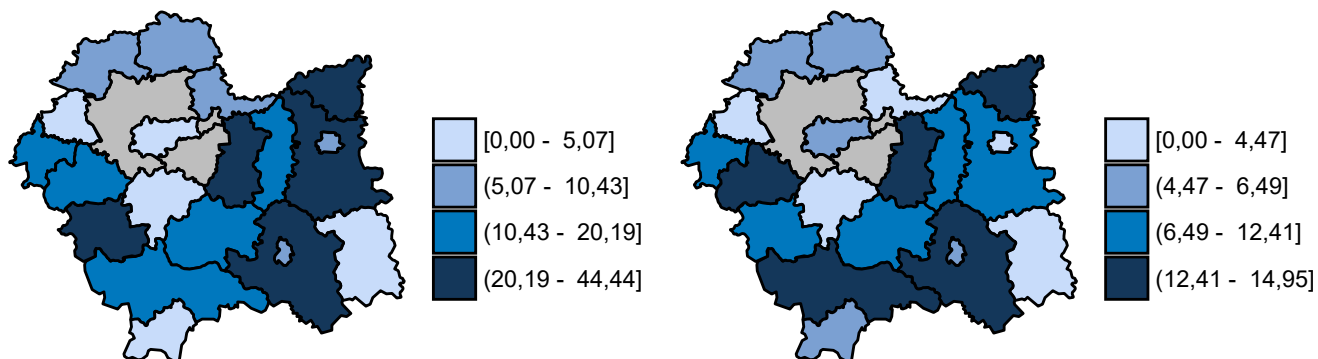 [0,00 - 5,07]
(5,07 - 10,43]
(10,43 - 20,19]
(20,19 - 44,44]
[0,00 - 4,47]
(4,47 - 6,49]
(6,49 - 12,41]
(12,41 - 14,95]